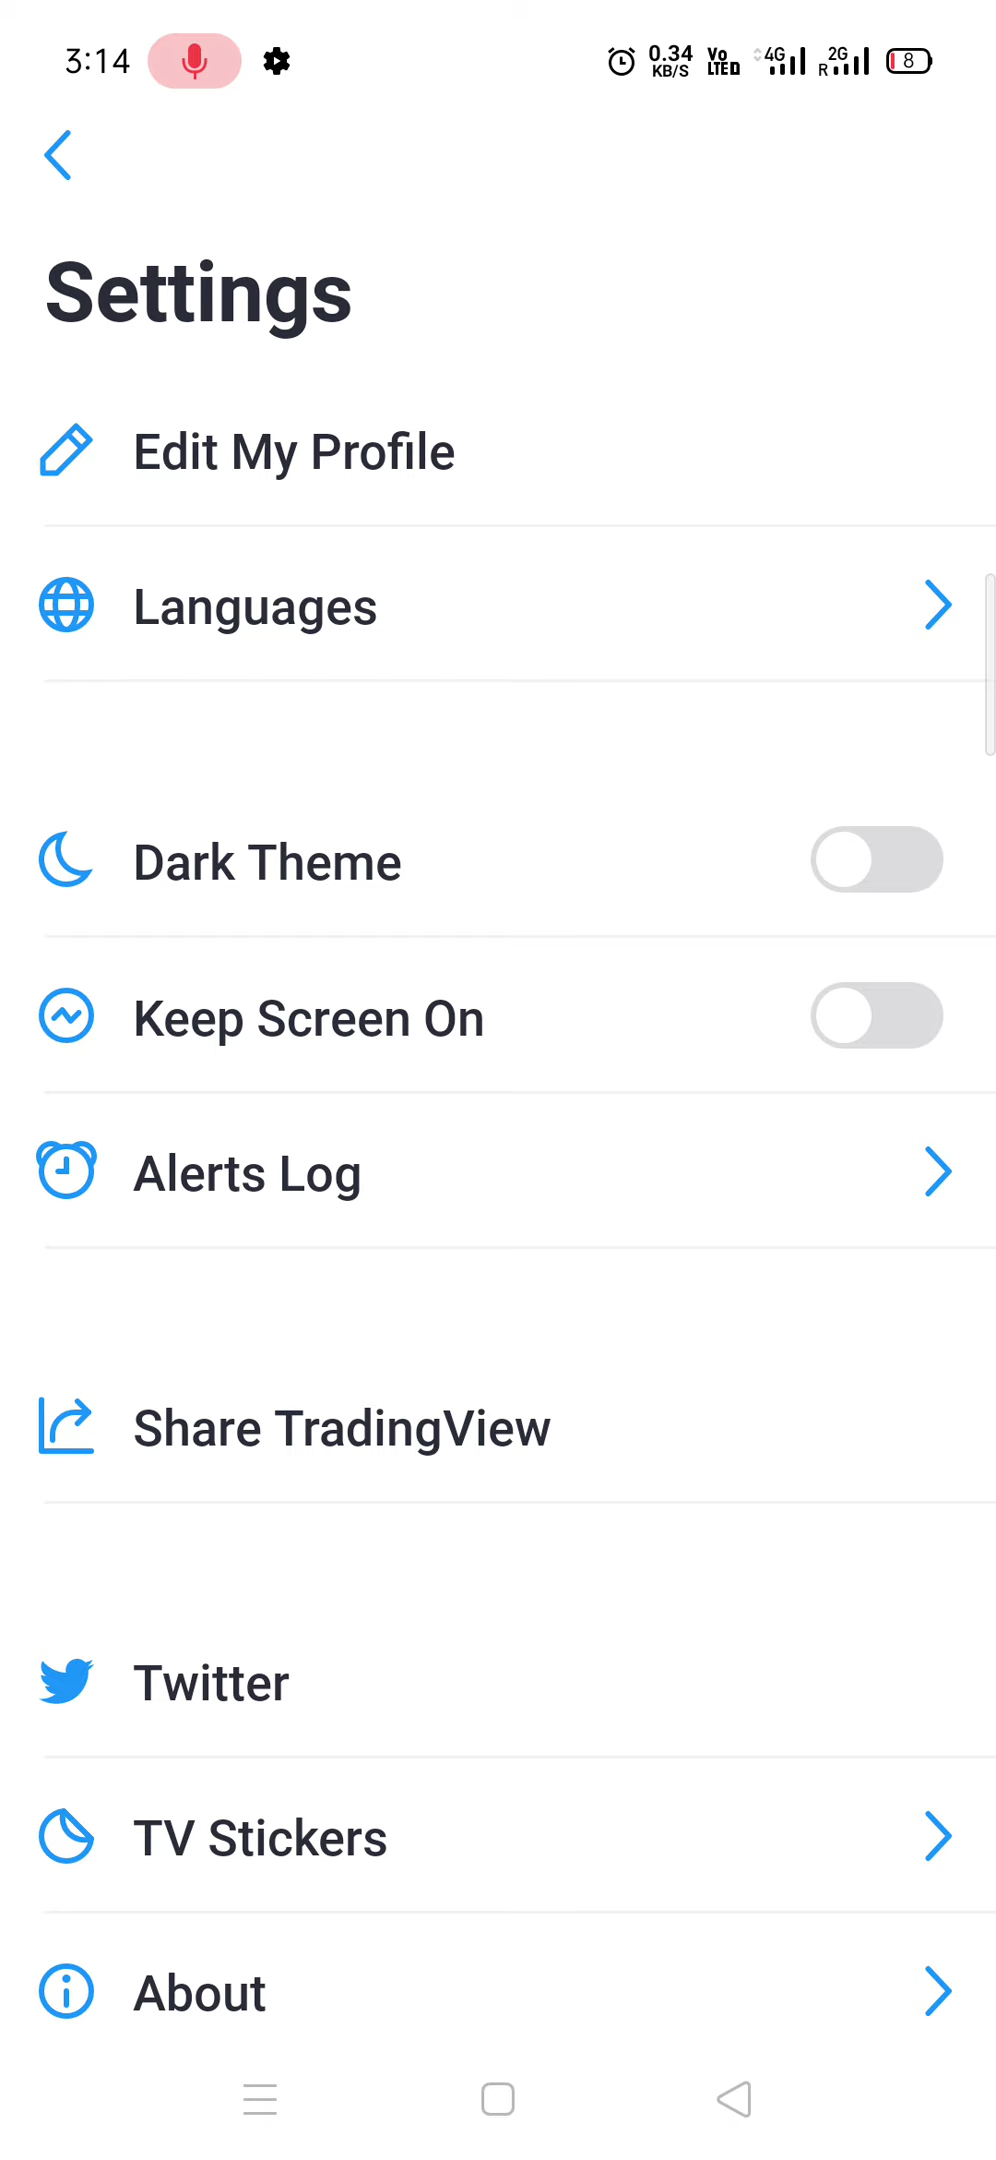 3:14 0.34 KB/S Vo LTED 4G R 2G 8
Settings
Edit My Profile
Languages
Dark Theme
Keep Screen On
Alerts Log
Share TradingView
Twitter
TV Stickers
About